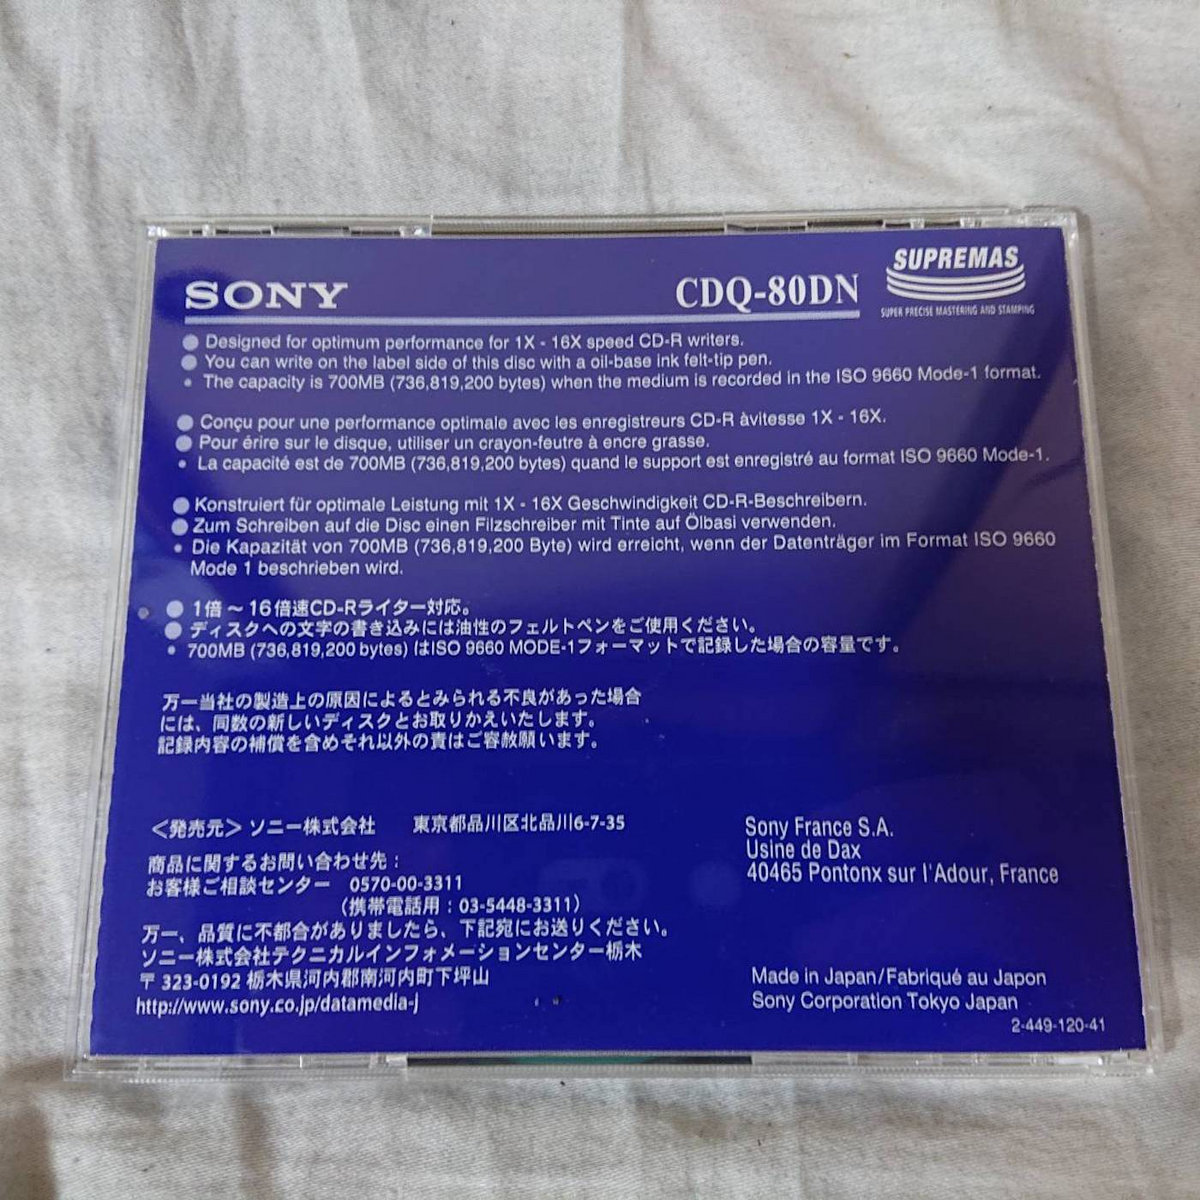 SONY
CDQ-80DN
SUPREMAS
SUPER PRECISE MASTERING AND STAMPING
● Designed for optimum performance for 1X - 16X speed CD-R writers.
● You can write on the label side of this disc with a oil-base ink felt-tip pen.
• The capacity is 700MB (736,819,200 bytes) when the medium is recorded in the ISO 9660 Mode-1 format.
● Conçu pour une performance optimale avec les enregistreurs CD-R àvitesse 1X - 16X.
● Pour érire sur le disque, utiliser un crayon-feutre à encre grasse.
• La capacité est de 700MB (736,819,200 bytes) quand le support est enregistré au format ISO 9660 Mode-1.
● Konstruiert für optimale Leistung mit 1X - 16X Geschwindigkeit CD-R-Beschreibern.
● Zum Schreiben auf die Disc einen Filzschreiber mit Tinte auf Ölbasi verwenden.
• Die Kapazität von 700MB (736,819,200 Byte) wird erreicht, wenn der Datenträger im Format ISO 9660
Mode 1 beschrieben wird.
● 1倍 ～ 16倍速CD-Rライター対応。
● ディスクへの文字の書き込みには油性のフェルトペンをご使用ください。
• 700MB (736,819,200 bytes) はISO 9660 MODE-1フォーマットで記録した場合の容量です。
万一当社の製造上の原因によるとみられる不良があった場合
には、同数の新しいディスクとお取りかえいたします。
記録内容の補償を含めそれ以外の責はご容赦願います。
＜発売元＞ ソニー株式会社 東京都品川区北品川6-7-35
商品に関するお問い合わせ先：
お客様ご相談センター 0570-00-3311
（携帯電話用：03-5448-3311）
万一、品質に不都合がありましたら、下記宛にお送りください。
ソニー株式会社テクニカルインフォメーションセンター栃木
〒323-0192 栃木県河内郡南河内町下坪山
http://www.sony.co.jp/datamedia-j
Sony France S.A.
Usine de Dax
40465 Pontonx sur l'Adour, France
Made in Japan/Fabriqué au Japon
Sony Corporation Tokyo Japan
2-449-120-41